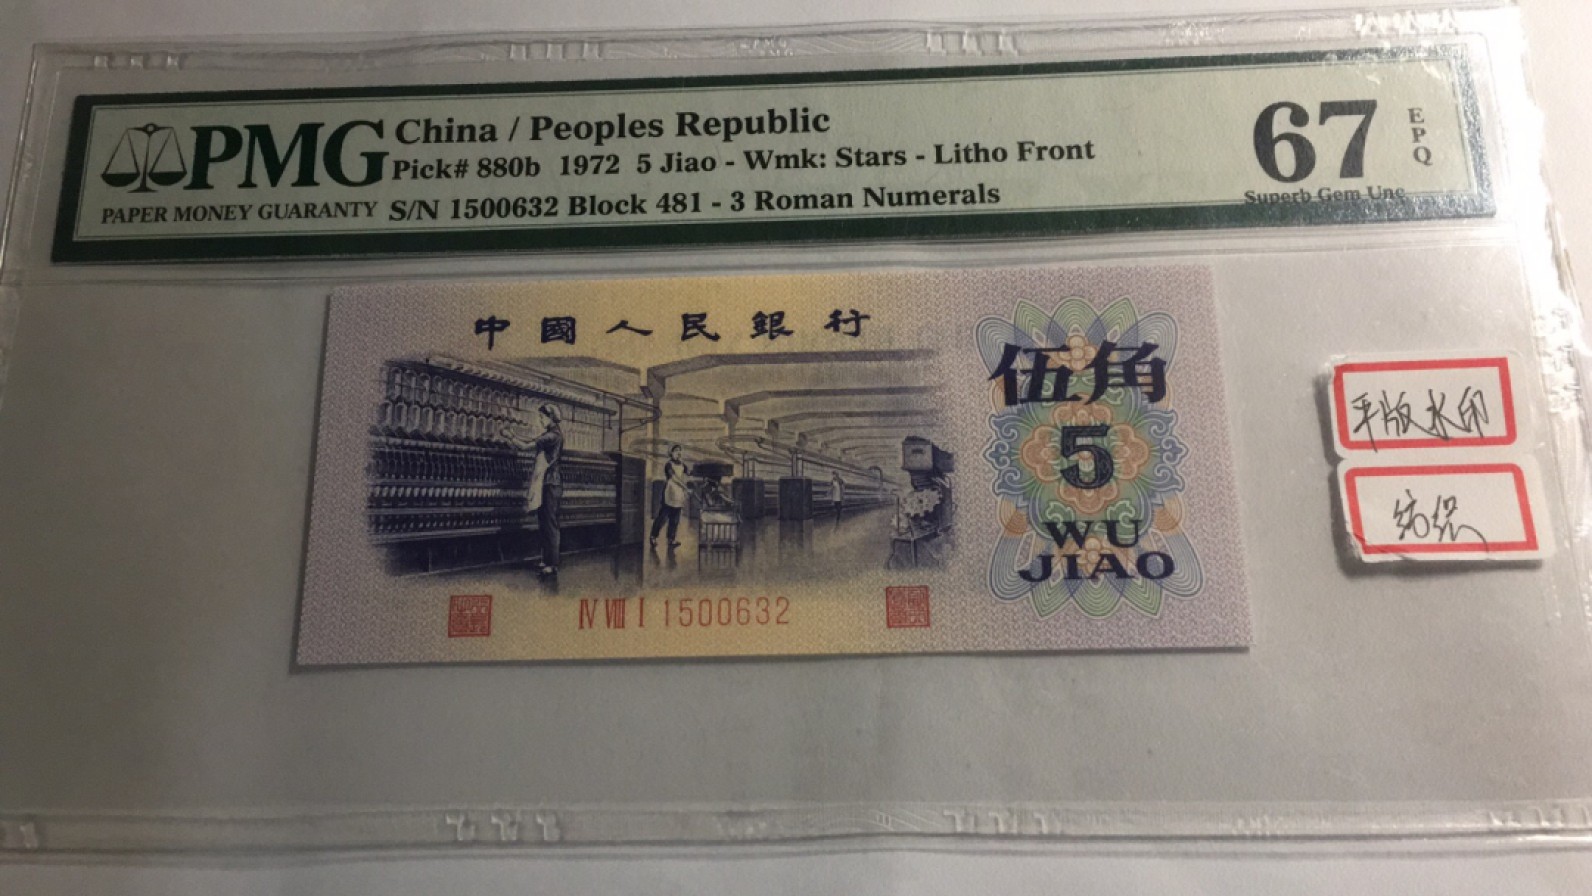 PMG
PAPER MONEY GUARANTY
China / Peoples Republic
Pick# 880b 1972 5 Jiao - Wmk: Stars - Litho Front
S/N 1500632 Block 481 - 3 Roman Numerals
67
EPQ
Superb Gem Unc
中國人民銀行
伍角
5
WU
JIAO
IV VIII I 1500632
平版水印
纺织